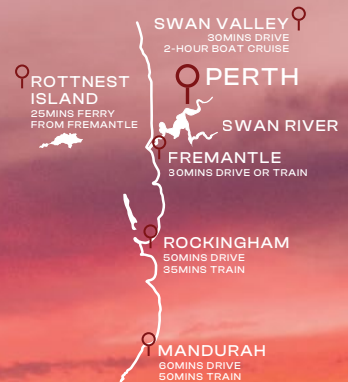 SWAN VALLEY
30MINS DRIVE
2-HOUR BOAT CRUISE
PERTH
ROTTNEST
ISLAND
25MINS FERRY
FROM FREMANTLE
SWAN RIVER
FREMANTLE
30MINS DRIVE OR TRAIN
ROCKINGHAM
50MINS DRIVE
35MINS TRAIN
MANDURAH
60MINS DRIVE
50MINS TRAIN